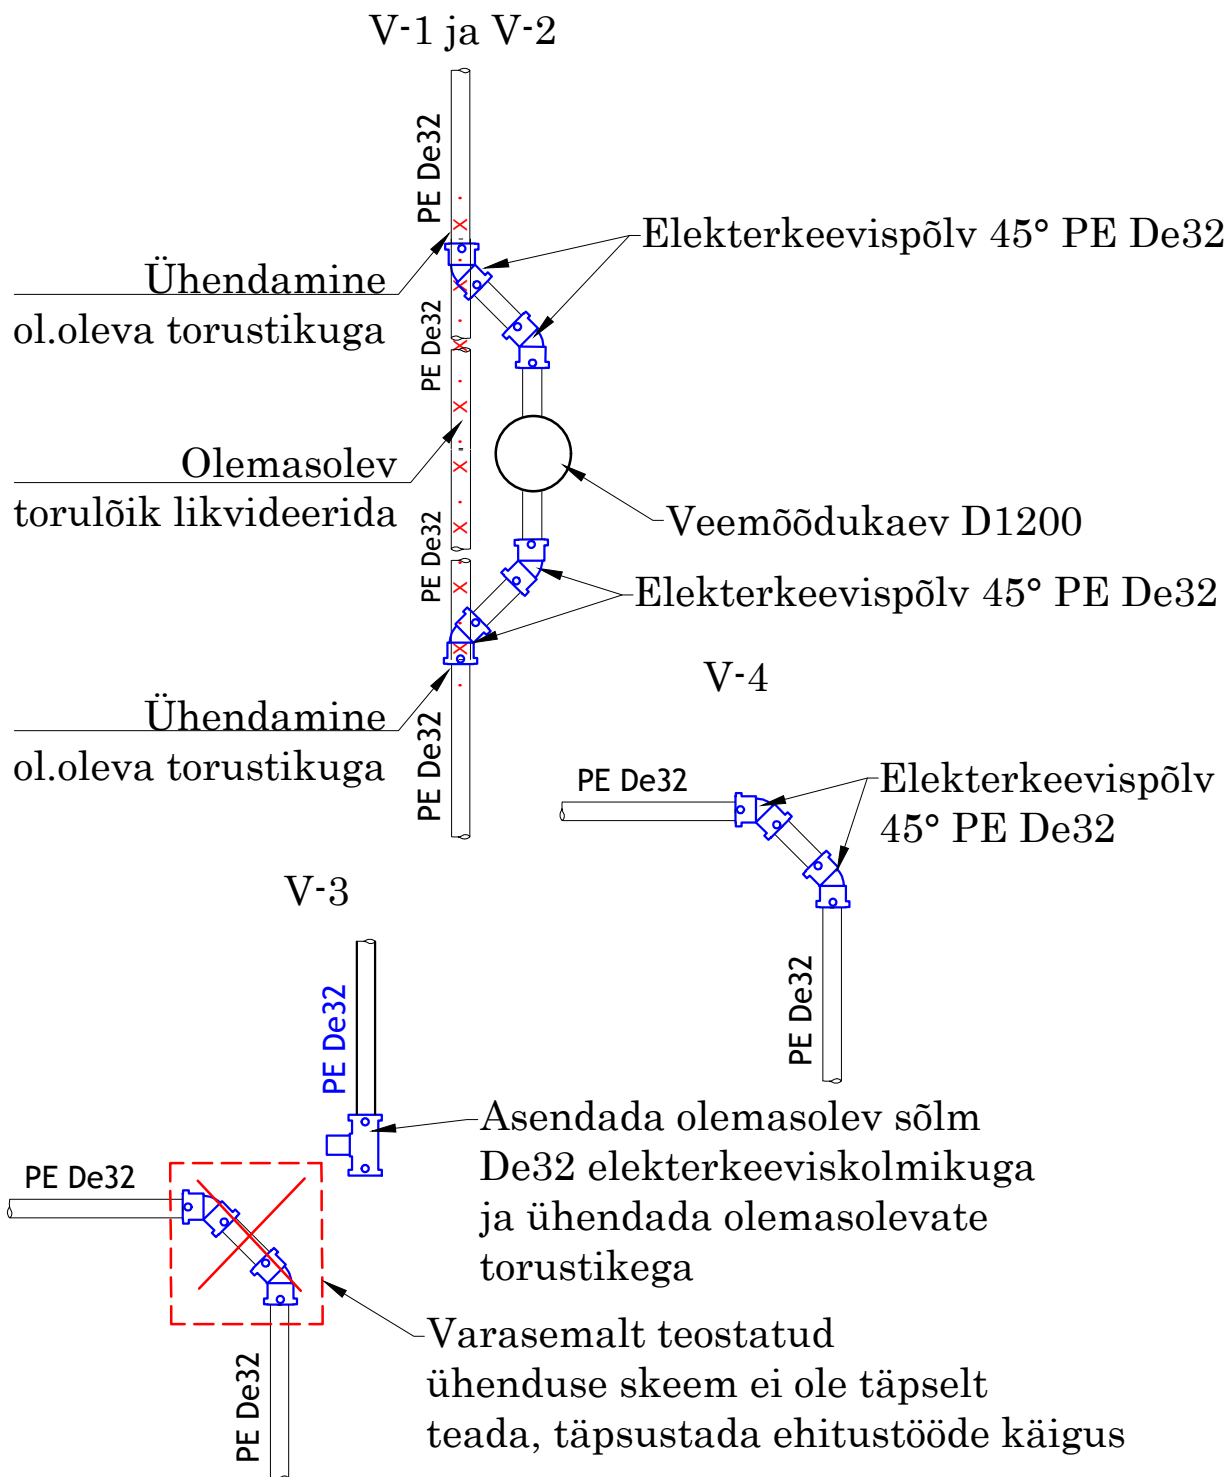 V-1 ja V-2
PE De32
Elekterkeevispõlv 45° PE De32
Ühendamine
ol.oleva torustikuga
PE De32
Olemasolev
torulõik likvideerida
Veemõõdukaev D1200
PE De32
Elekterkeevispõlv 45° PE De32
Ühendamine
ol.oleva torustikuga
PE De32
V-4
PE De32
Elekterkeevispõlv
45° PE De32
PE De32
V-3
PE De32
Asendada olemasolev sõlm
De32 elekterkeeviskolmikuga
ja ühendada olemasolevate
torustikega
PE De32
PE De32
Varasemalt teostatud
ühenduse skeem ei ole täpselt
teada, täpsustada ehitustööde käigus